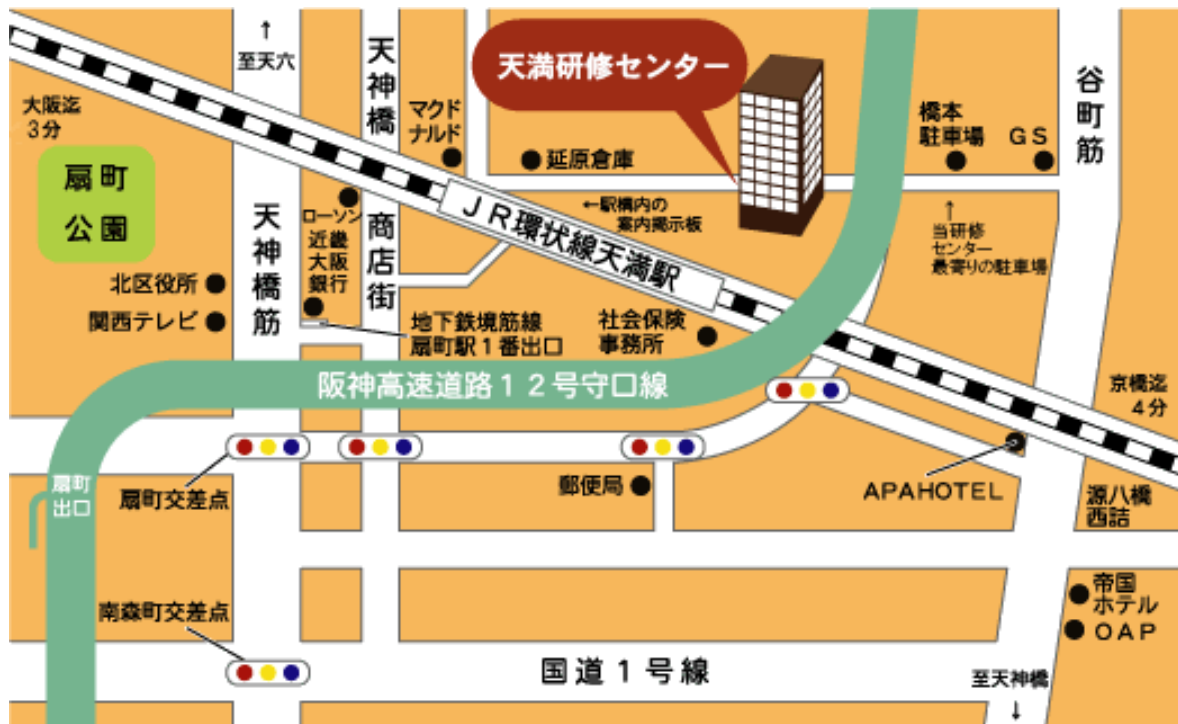 ↑
至天六
天神橋
商店街
天満研修センター
谷町筋
大阪迄
3分
マクド
ナルド
橋本
駐車場
GS
延原倉庫
扇町
公園
天神橋筋
ローソン
近畿
大阪
銀行
JR環状線天満駅
←駅構内の
案内掲示板
↑
当研修
センター
最寄りの駐車場
北区役所
関西テレビ
地下鉄境筋線
扇町駅1番出口
社会保険
事務所
阪神高速道路12号守口線
京橋迄
4分
扇町
出口
扇町交差点
郵便局
APAHOTEL
源八橋
西詰
南森町交差点
帝国
ホテル
OAP
国道1号線
至天神橋
↓